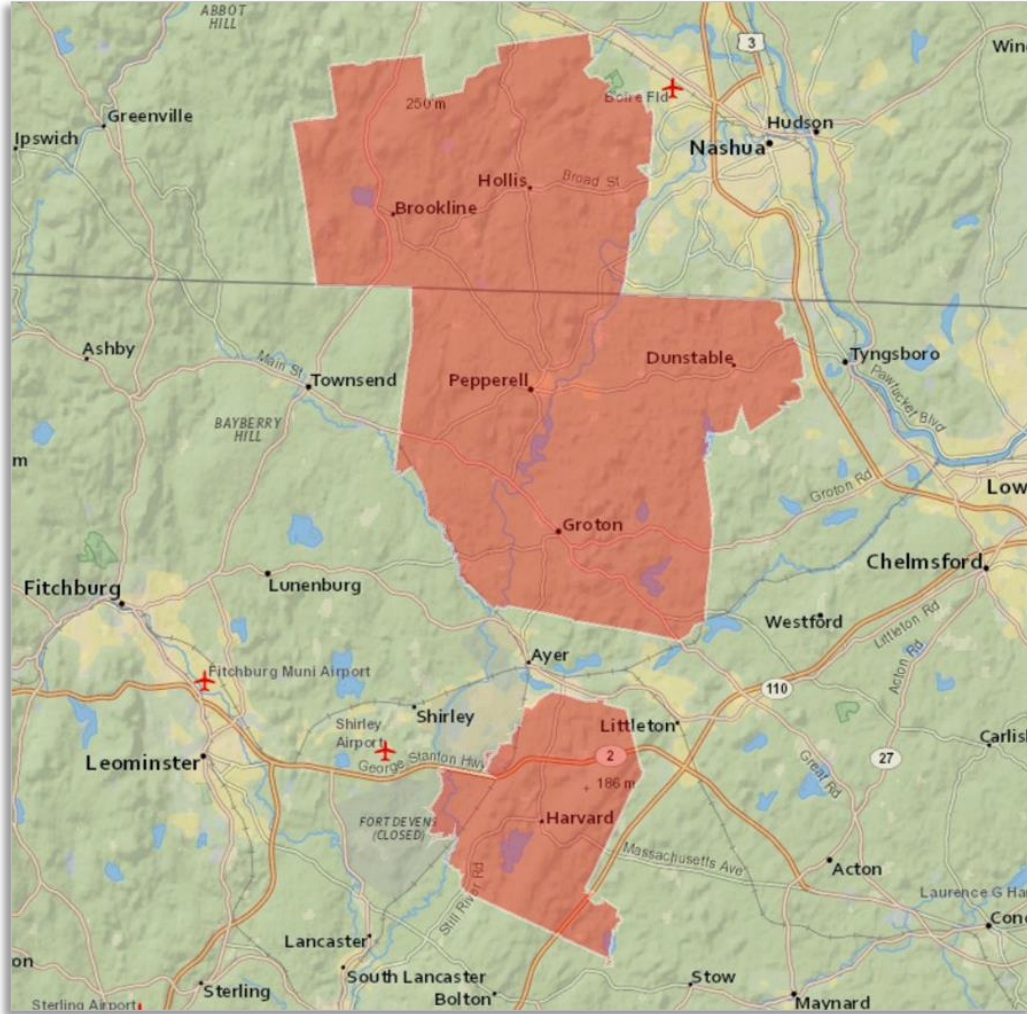 ABBOT
HILL
3
Win
250 m
Boire Fld
Greenville
Hudson
Ipswich
Nashua
Hollis
Broad St
Brookline
Ashby
Main St
Townsend
Pepperell
Dunstable
Tyngsboro
Pawtucket Blvd
BAYBERRY
HILL
m
Groton Rd
Low
Groton
Chelmsford
Fitchburg
Lunenburg
Westford
Littleton Rd
Acton Rd
Ayer
Fitchburg Muni Airport
110
Shirley
Shirley
Airport
Littleton
Carlis
Leominster
George Stanton Hwy
2
27
Great Rd
186 m
FORT DEVENS
(CLOSED)
Harvard
Massachusetts Ave
Acton
Still River Rd
Laurence G Ha
Conc
Lancaster
on
South Lancaster
Stow
Sterling
Bolton
Maynard
Sterling Airport